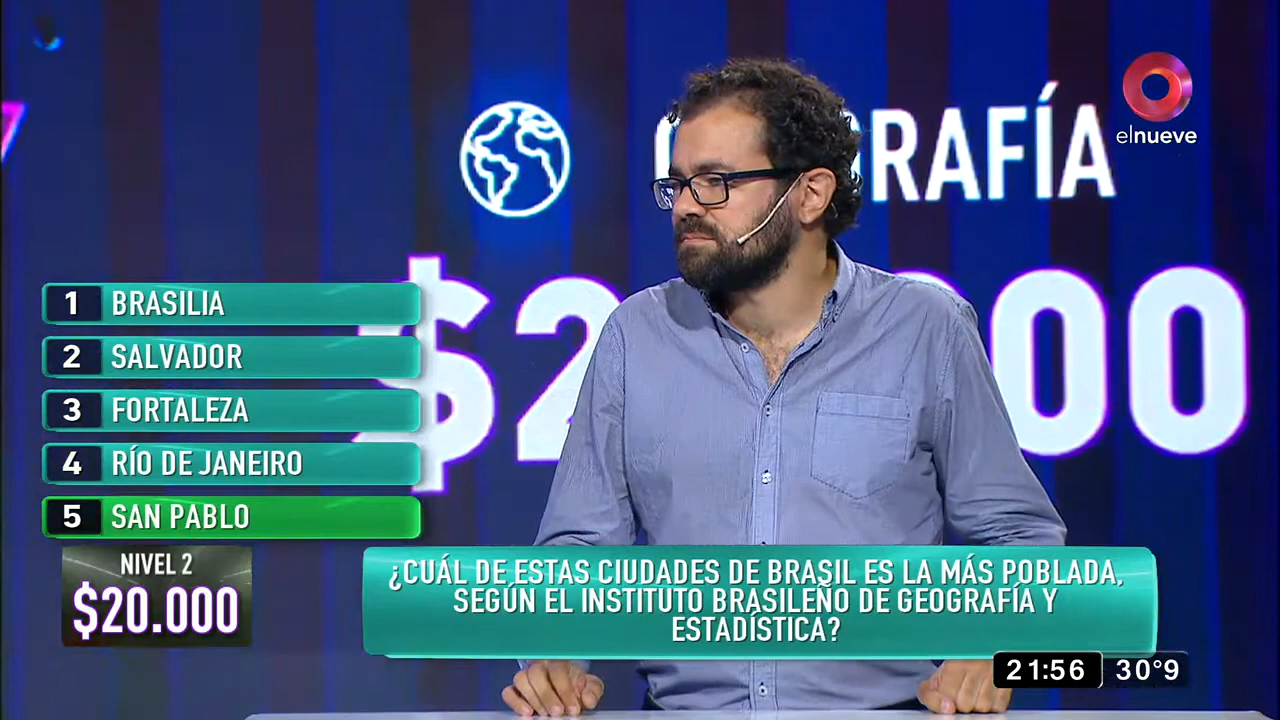 GEOGRAFÍA
elnueve
1 BRASILIA
2 SALVADOR
3 FORTALEZA
4 RÍO DE JANEIRO
5 SAN PABLO
NIVEL 2
$20.000
¿CUÁL DE ESTAS CIUDADES DE BRASIL ES LA MÁS POBLADA,
SEGÚN EL INSTITUTO BRASILEÑO DE GEOGRAFÍA Y
ESTADÍSTICA?
21:56 30°9